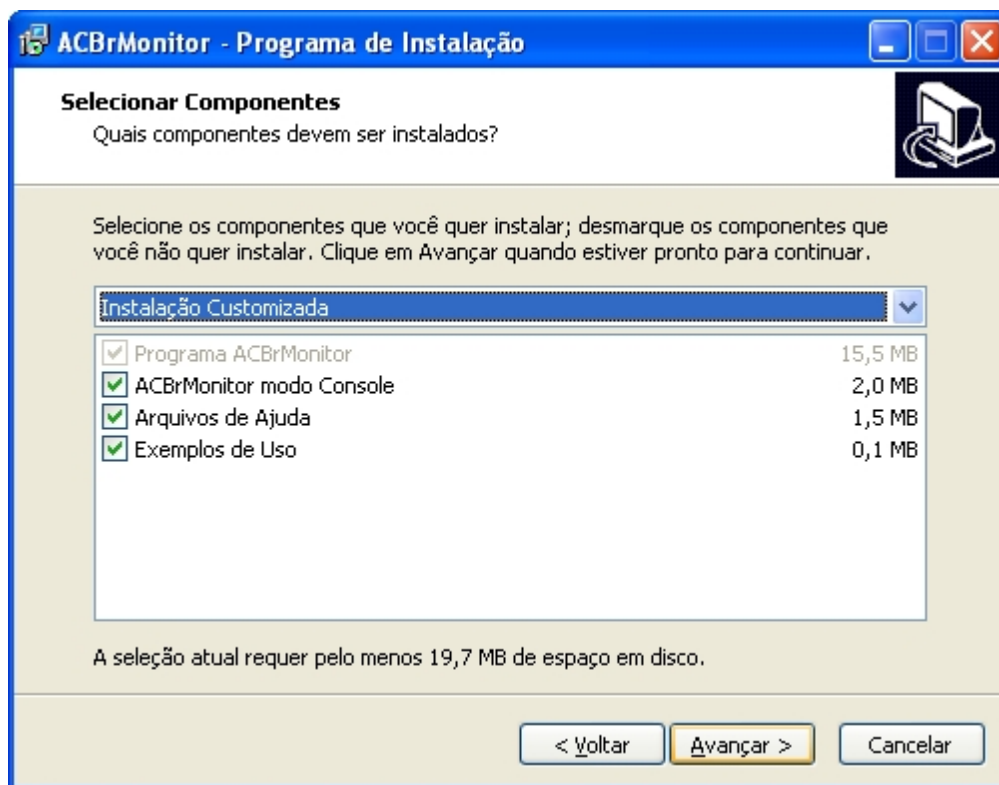 ACBrMonitor - Programa de Instalação
Selecionar Componentes
Quais componentes devem ser instalados?
Selecione os componentes que você quer instalar; desmarque os componentes que
você não quer instalar. Clique em Avançar quando estiver pronto para continuar.
Instalação Customizada
Programa ACBrMonitor 15,5 MB
ACBrMonitor modo Console 2,0 MB
Arquivos de Ajuda 1,5 MB
Exemplos de Uso 0,1 MB
A seleção atual requer pelo menos 19,7 MB de espaço em disco.
< Voltar Avançar > Cancelar